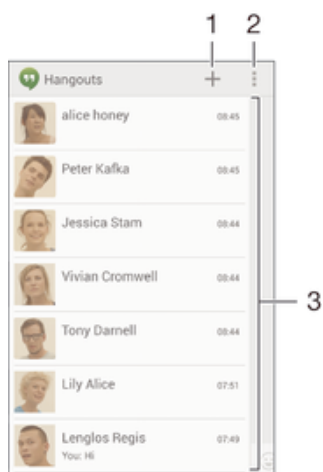 1 2
Hangouts
alice honey 08:45
Peter Kafka 08:45
Jessica Stam 08:44
3
Vivian Cromwell 08:44
Tony Darnell 08:44
Lily Alice 07:51
Lenglos Regis 07:49
You: Hi